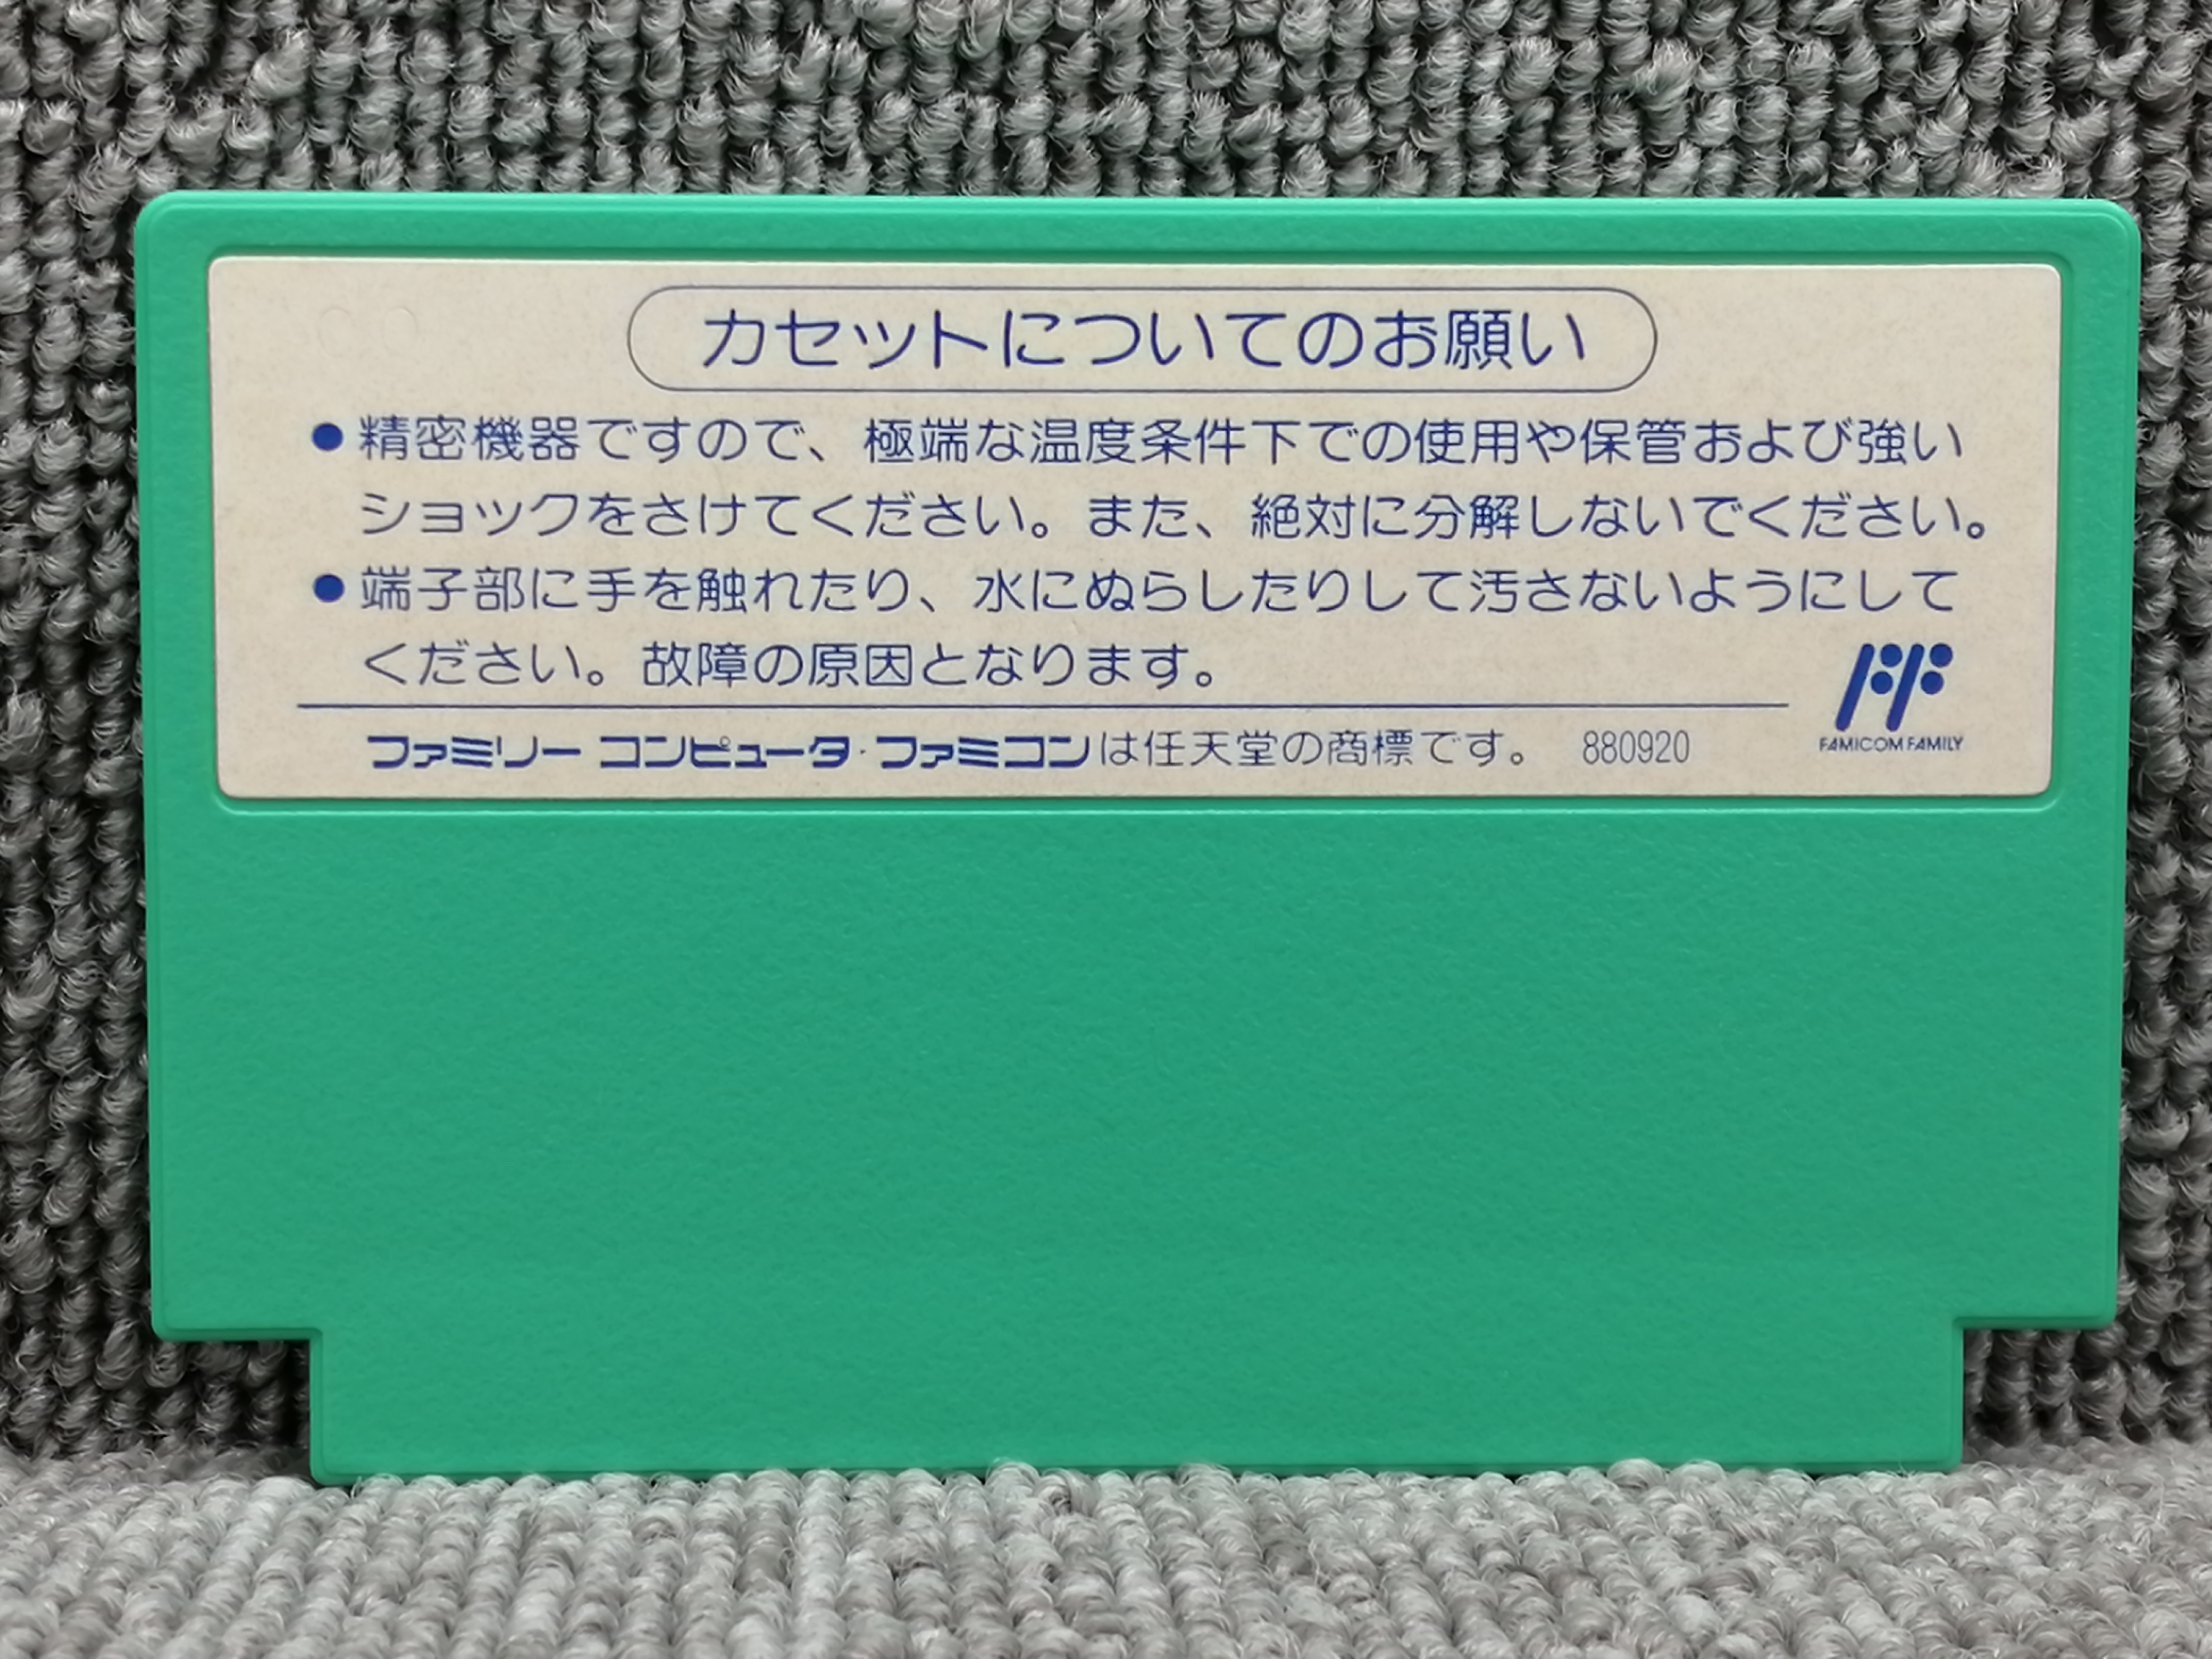 カセットについてのお願い
●精密機器ですので、極端な温度条件下での使用や保管および強い
ショックをさけてください。また、絶対に分解しないでください。
●端子部に手を触れたり、水にぬらしたりして汚さないようにして
ください。故障の原因となります。
ファミリー コンピュータ・ファミコンは任天堂の商標です。 880920
FAMICOM FAMILY